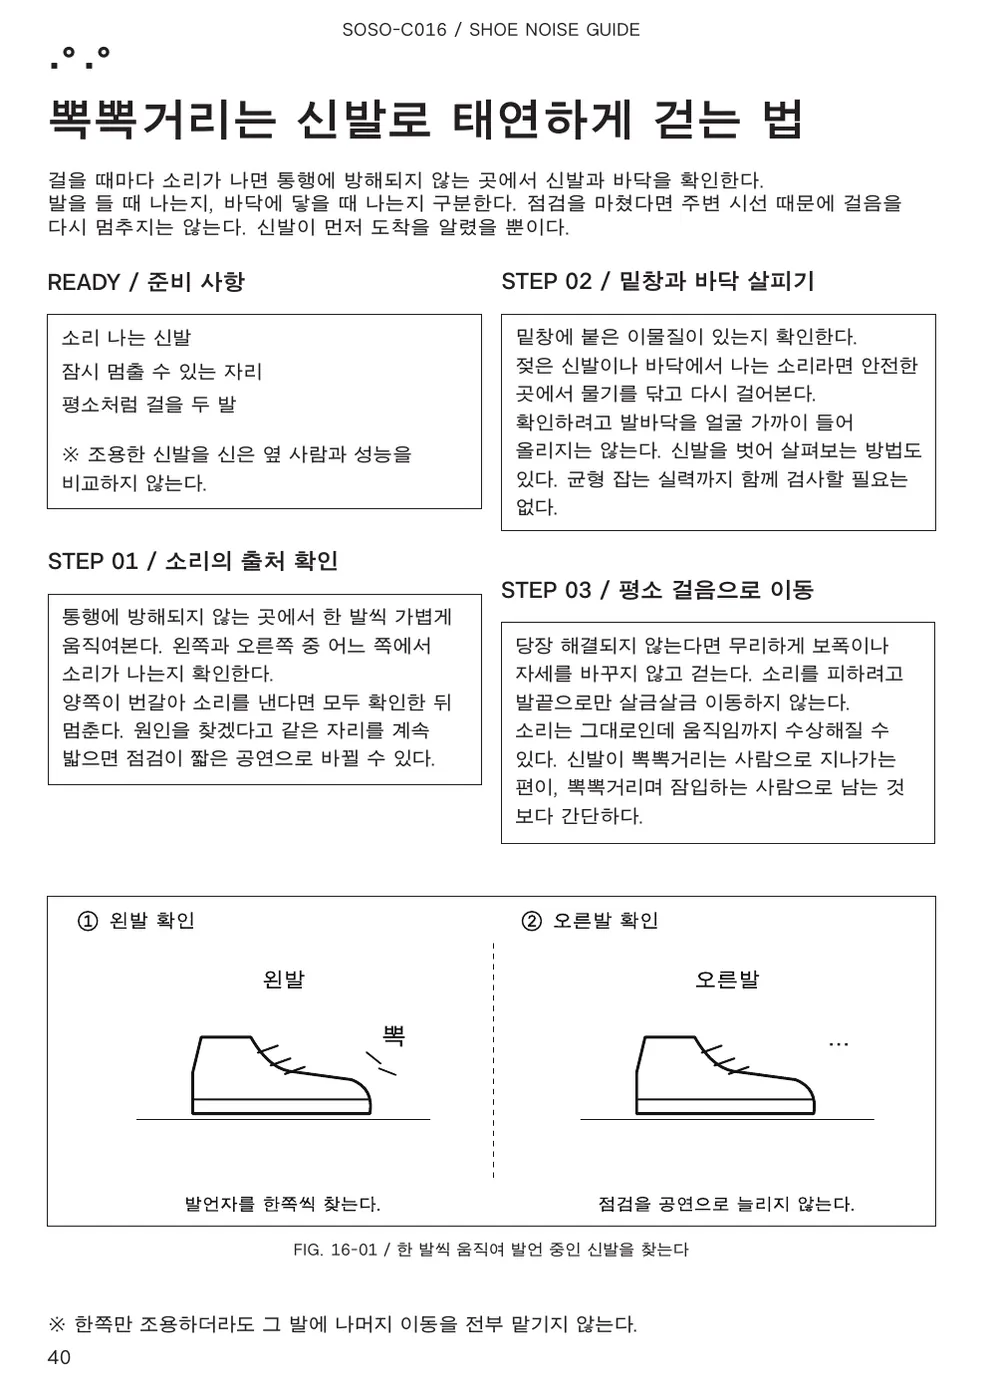 SOSO-C016 / SHOE NOISE GUIDE
뽁뽁거리는 신발로 태연하게 걷는 법
걸을 때마다 소리가 나면 통행에 방해되지 않는 곳에서 신발과 바닥을 확인한다.
발을 들 때 나는지, 바닥에 닿을 때 나는지 구분한다. 점검을 마쳤다면 주변 시선 때문에 걸음을
다시 멈추지는 않는다. 신발이 먼저 도착을 알렸을 뿐이다.
READY / 준비 사항
소리 나는 신발
잠시 멈출 수 있는 자리
평소처럼 걸을 두 발
※ 조용한 신발을 신은 옆 사람과 성능을
비교하지 않는다.
STEP 01 / 소리의 출처 확인
통행에 방해되지 않는 곳에서 한 발씩 가볍게
움직여본다. 왼쪽과 오른쪽 중 어느 쪽에서
소리가 나는지 확인한다.
양쪽이 번갈아 소리를 낸다면 모두 확인한 뒤
멈춘다. 원인을 찾겠다고 같은 자리를 계속
밟으면 점검이 짧은 공연으로 바뀔 수 있다.
STEP 02 / 밑창과 바닥 살피기
밑창에 붙은 이물질이 있는지 확인한다.
젖은 신발이나 바닥에서 나는 소리라면 안전한
곳에서 물기를 닦고 다시 걸어본다.
확인하려고 발바닥을 얼굴 가까이 들어
올리지는 않는다. 신발을 벗어 살펴보는 방법도
있다. 균형 잡는 실력까지 함께 검사할 필요는
없다.
STEP 03 / 평소 걸음으로 이동
당장 해결되지 않는다면 무리하게 보폭이나
자세를 바꾸지 않고 걷는다. 소리를 피하려고
발끝으로만 살금살금 이동하지 않는다.
소리는 그대로인데 움직임까지 수상해질 수
있다. 신발이 뽁뽁거리는 사람으로 지나가는
편이, 뽁뽁거리며 잠입하는 사람으로 남는 것
보다 간단하다.
① 왼발 확인
왼발
뽁
발언자를 한쪽씩 찾는다.
② 오른발 확인
오른발
...
점검을 공연으로 늘리지 않는다.
FIG. 16-01 / 한 발씩 움직여 발언 중인 신발을 찾는다
※ 한쪽만 조용하더라도 그 발에 나머지 이동을 전부 맡기지 않는다.
40